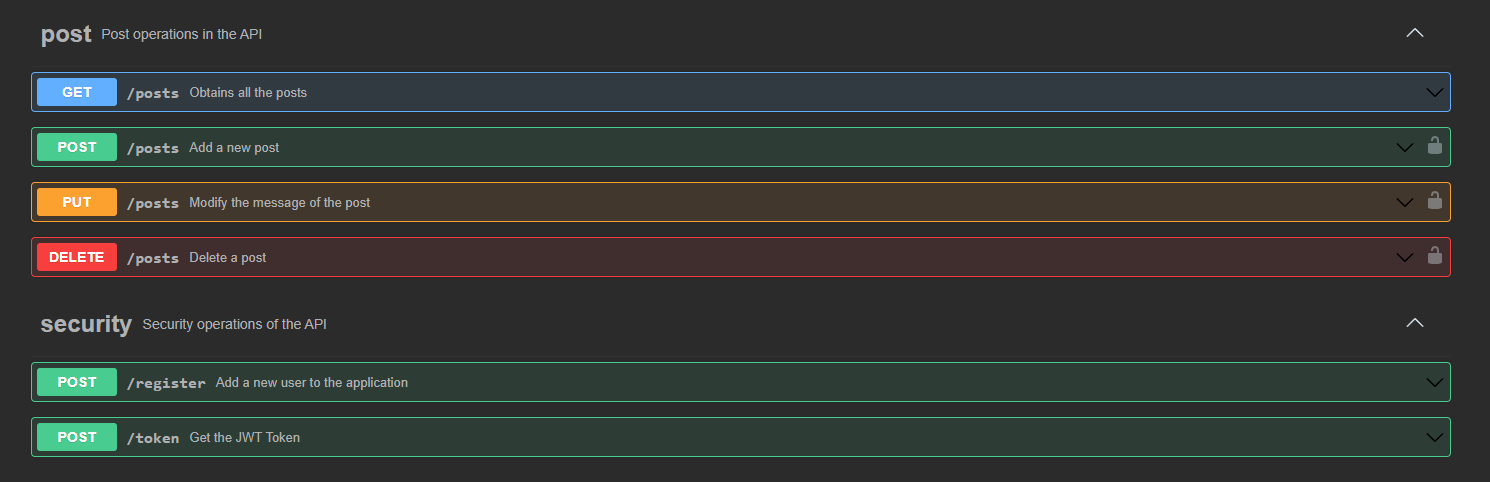 post Post operations in the API
GET /posts Obtains all the posts
POST /posts Add a new post
PUT /posts Modify the message of the post
DELETE /posts Delete a post
security Security operations of the API
POST /register Add a new user to the application
POST /token Get the JWT Token